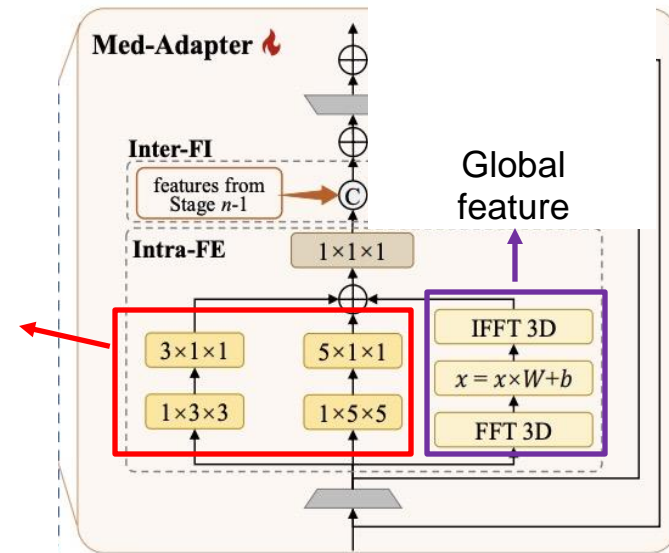 Med-Adapter
Inter-FI
features from
Stage n-1
C
Global
feature
Intra-FE
1×1×1
3×1×1
5×1×1
IFFT 3D
x = x×W+b
1×3×3
1×5×5
FFT 3D